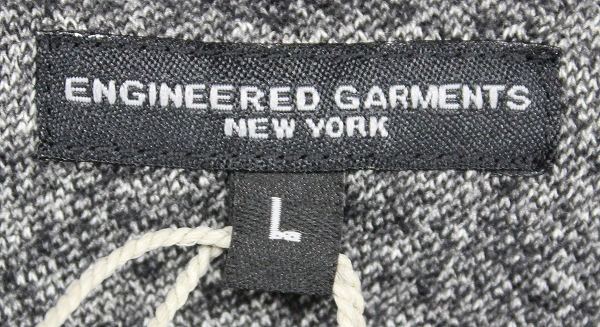 ENGINEERED GARMENTS
NEW YORK
L